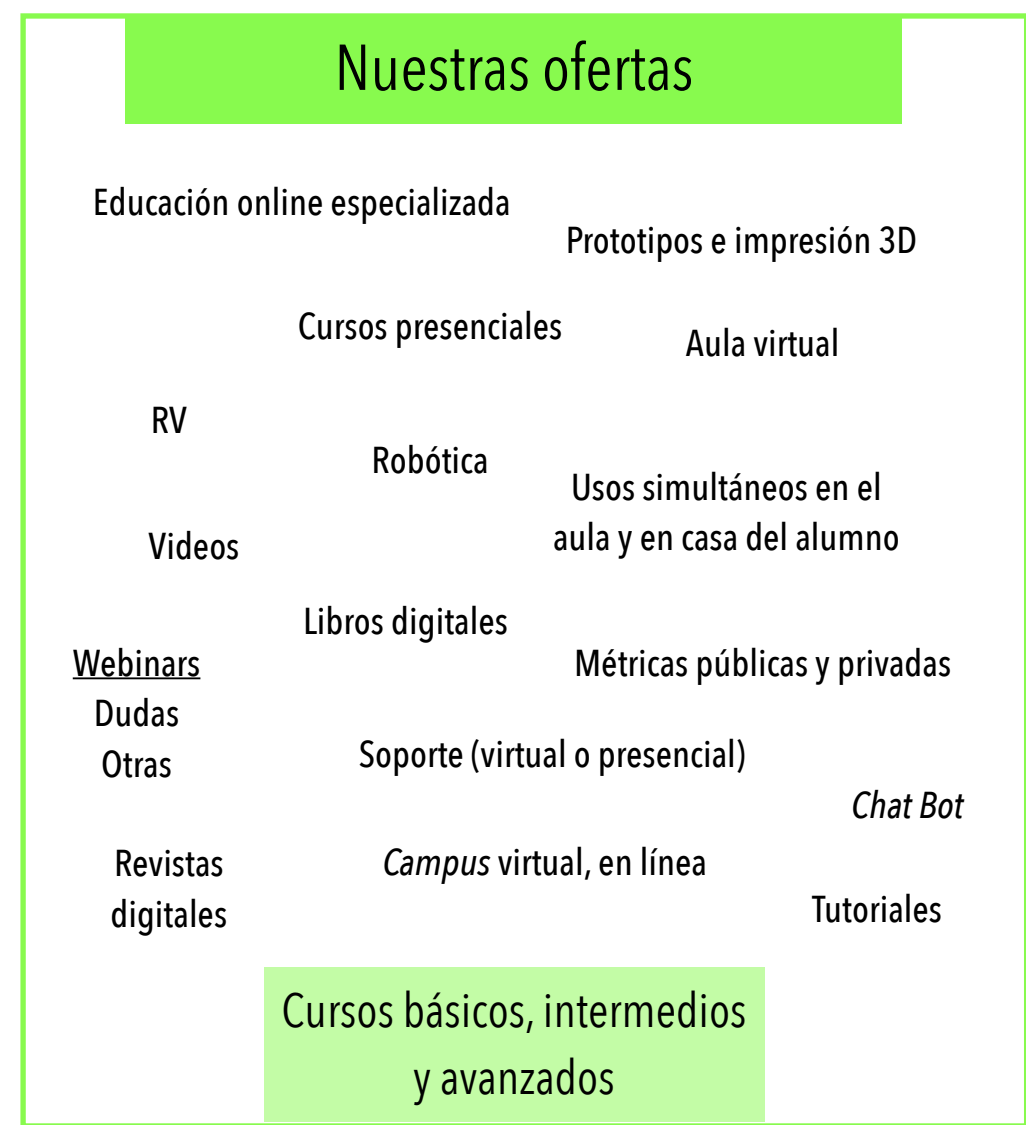 Nuestras ofertas
Educación online especializada
Prototipos e impresión 3D
Cursos presenciales
Aula virtual
RV
Robótica
Usos simultáneos en el
aula y en casa del alumno
Videos
Libros digitales
Webinars
Dudas
Otras
Métricas públicas y privadas
Soporte (virtual o presencial)
Chat Bot
Revistas
digitales
Campus virtual, en línea
Tutoriales
Cursos básicos, intermedios
y avanzados